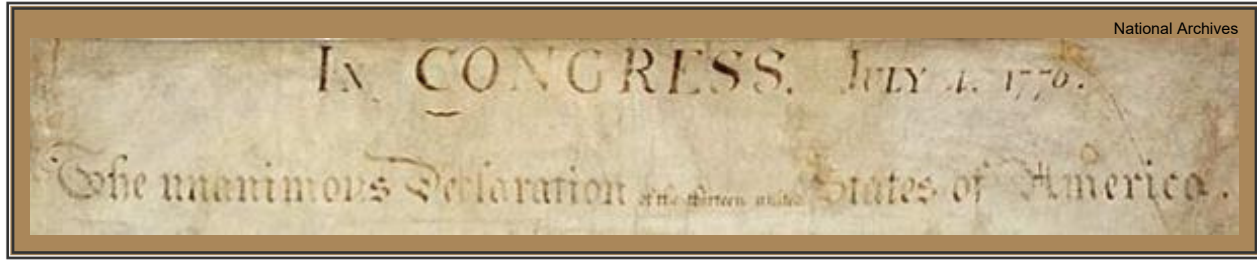 National Archives
In CONGRESS. July 4. 1776.
The unanimous Declaration of the thirteen united States of America.